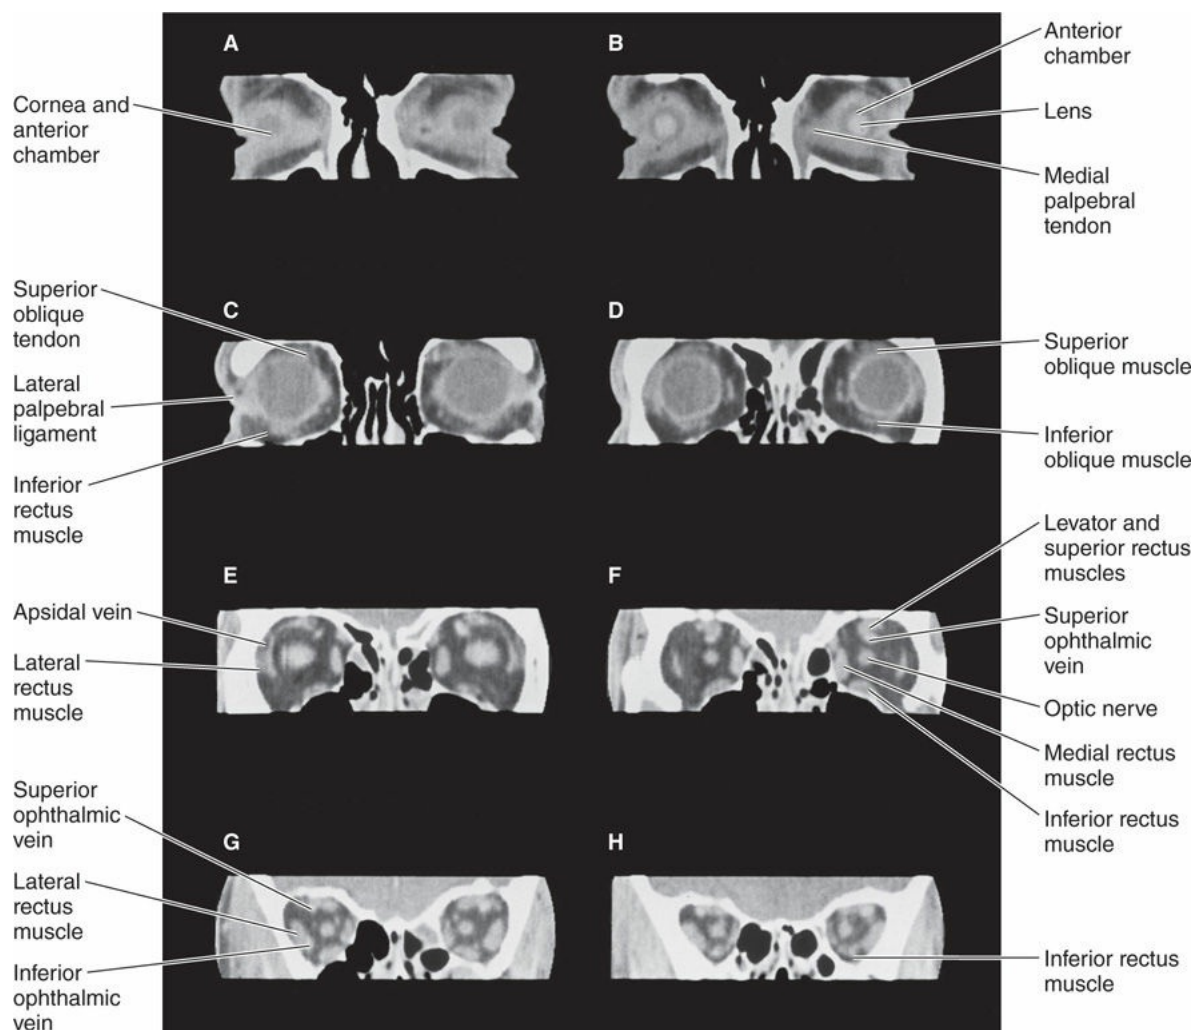 A
B
Cornea and
anterior
chamber
Anterior
chamber
Lens
Medial
palpebral
tendon
C
D
Superior
oblique
tendon
Lateral
palpebral
ligament
Inferior
rectus
muscle
Superior
oblique muscle
Inferior
oblique muscle
E
F
Apsidal vein
Lateral
rectus
muscle
Levator and
superior rectus
muscles
Superior
ophthalmic
vein
Optic nerve
Medial rectus
muscle
Inferior rectus
muscle
G
H
Superior
ophthalmic
vein
Lateral
rectus
muscle
Inferior
ophthalmic
vein
Inferior rectus
muscle